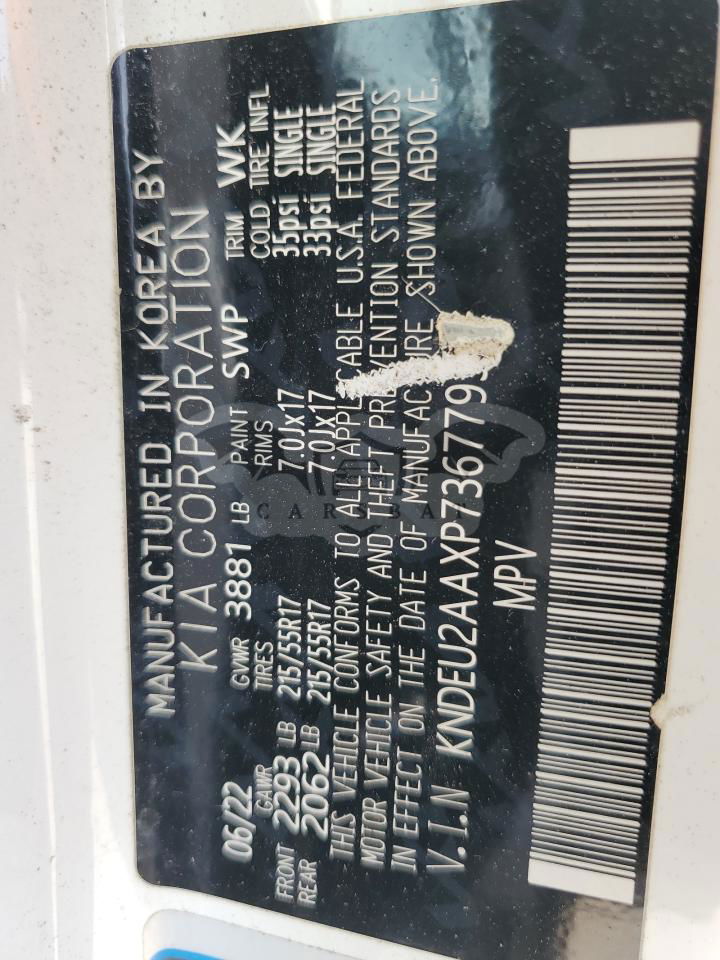 MANUFACTURED IN KOREA BY
KIA CORPORATION
06/22 GVWR 3881 LB PAINT SWP TRIM WK
GAWR TIRES RMS COLD TIRE INFL
FRONT 2293 LB 215/55R17 7.0Jx17 35psi SINGLE
REAR 2062 LB 215/55R17 7.0Jx17 33psi SINGLE
THIS VEHICLE CONFORMS TO ALL APPLICABLE U.S.A. FEDERAL
MOTOR VEHICLE SAFETY AND THEFT PREVENTION STANDARDS
IN EFFECT ON THE DATE OF MANUFACTURE SHOWN ABOVE.
V.I.N KNDEU2AAXP736779
MPV
CARSBAT